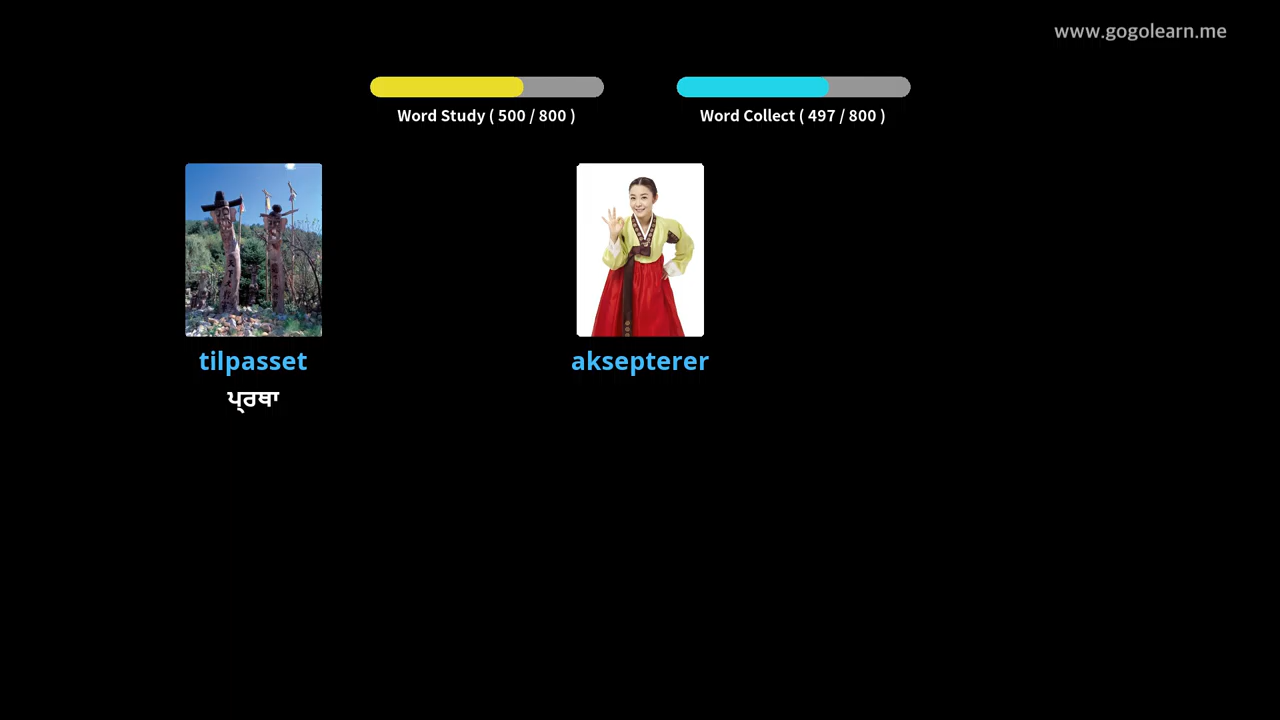 www.gogolearn.me
Word Study ( 500 / 800 )
Word Collect ( 497 / 800 )
tilpasset
aksepterer
ਪ੍ਰਥਾ